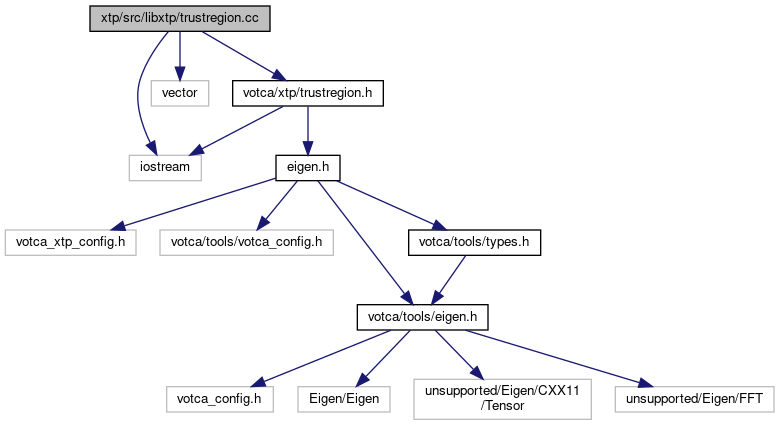 xtp/src/libxtp/trustregion.cc
vector
votca/xtp/trustregion.h
iostream
eigen.h
votca_xtp_config.h
votca/tools/votca_config.h
votca/tools/types.h
votca/tools/eigen.h
votca_config.h
Eigen/Eigen
unsupported/Eigen/CXX11
/Tensor
unsupported/Eigen/FFT